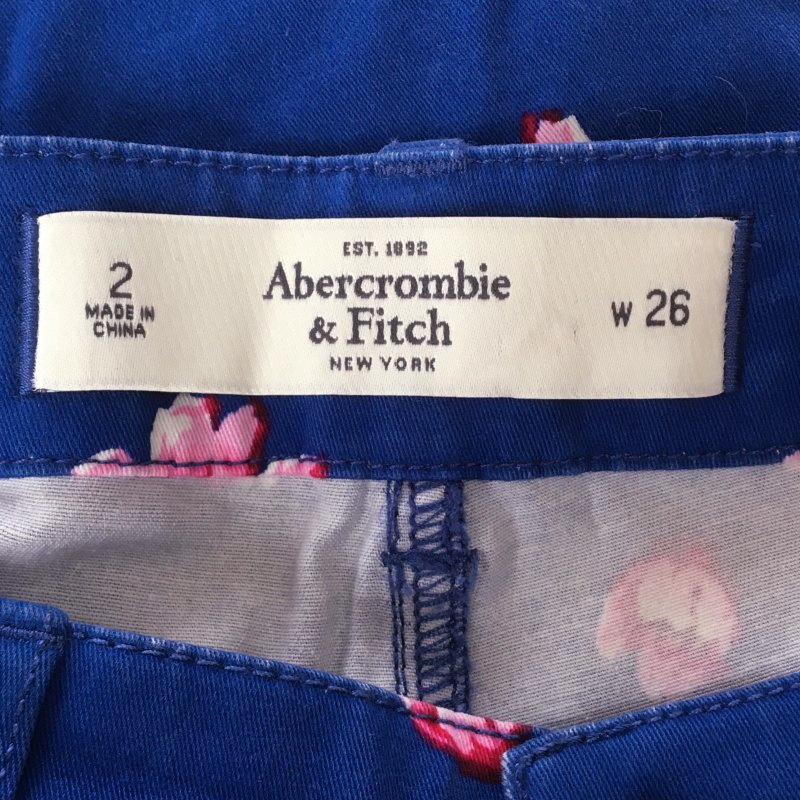 2
MADE IN
CHINA
EST. 1892
Abercrombie
& Fitch
NEW YORK
W 26